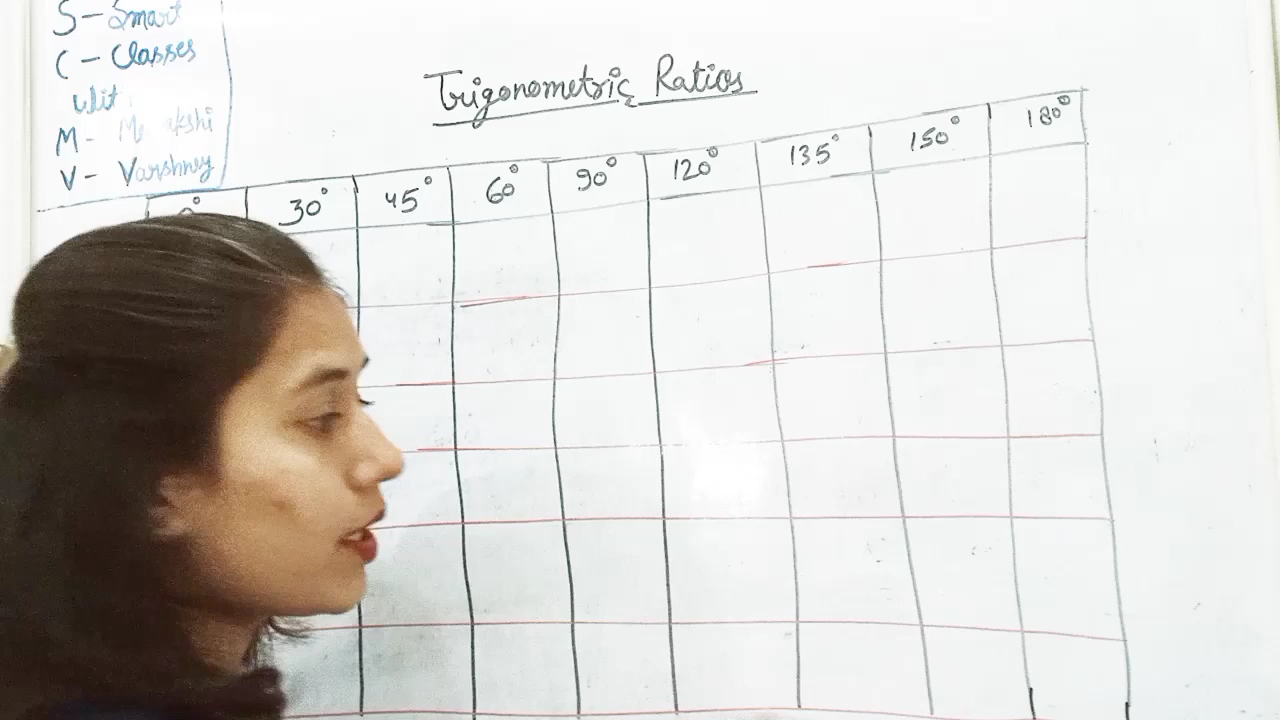 S - Smart
C - Classes
M -
V - Varshney
Trigonometric Ratios
30° 45° 60° 90° 120° 135° 150° 180°